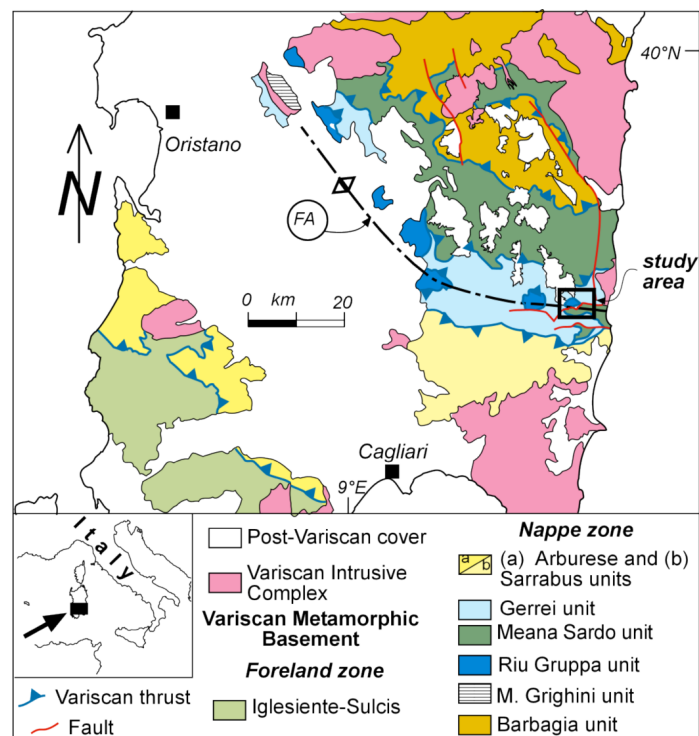 40°N
Oristano
N
FA
study
area
0 km 20
Cagliari
9°E
Italy
Post-Variscan cover
Variscan Intrusive
Complex
Variscan Metamorphic
Basement
Foreland zone
Iglesiente-Sulcis
Variscan thrust
Fault
Nappe zone
a
b
(a) Arburese and (b)
Sarrabus units
Gerrei unit
Meana Sardo unit
Riu Gruppa unit
M. Grighini unit
Barbagia unit